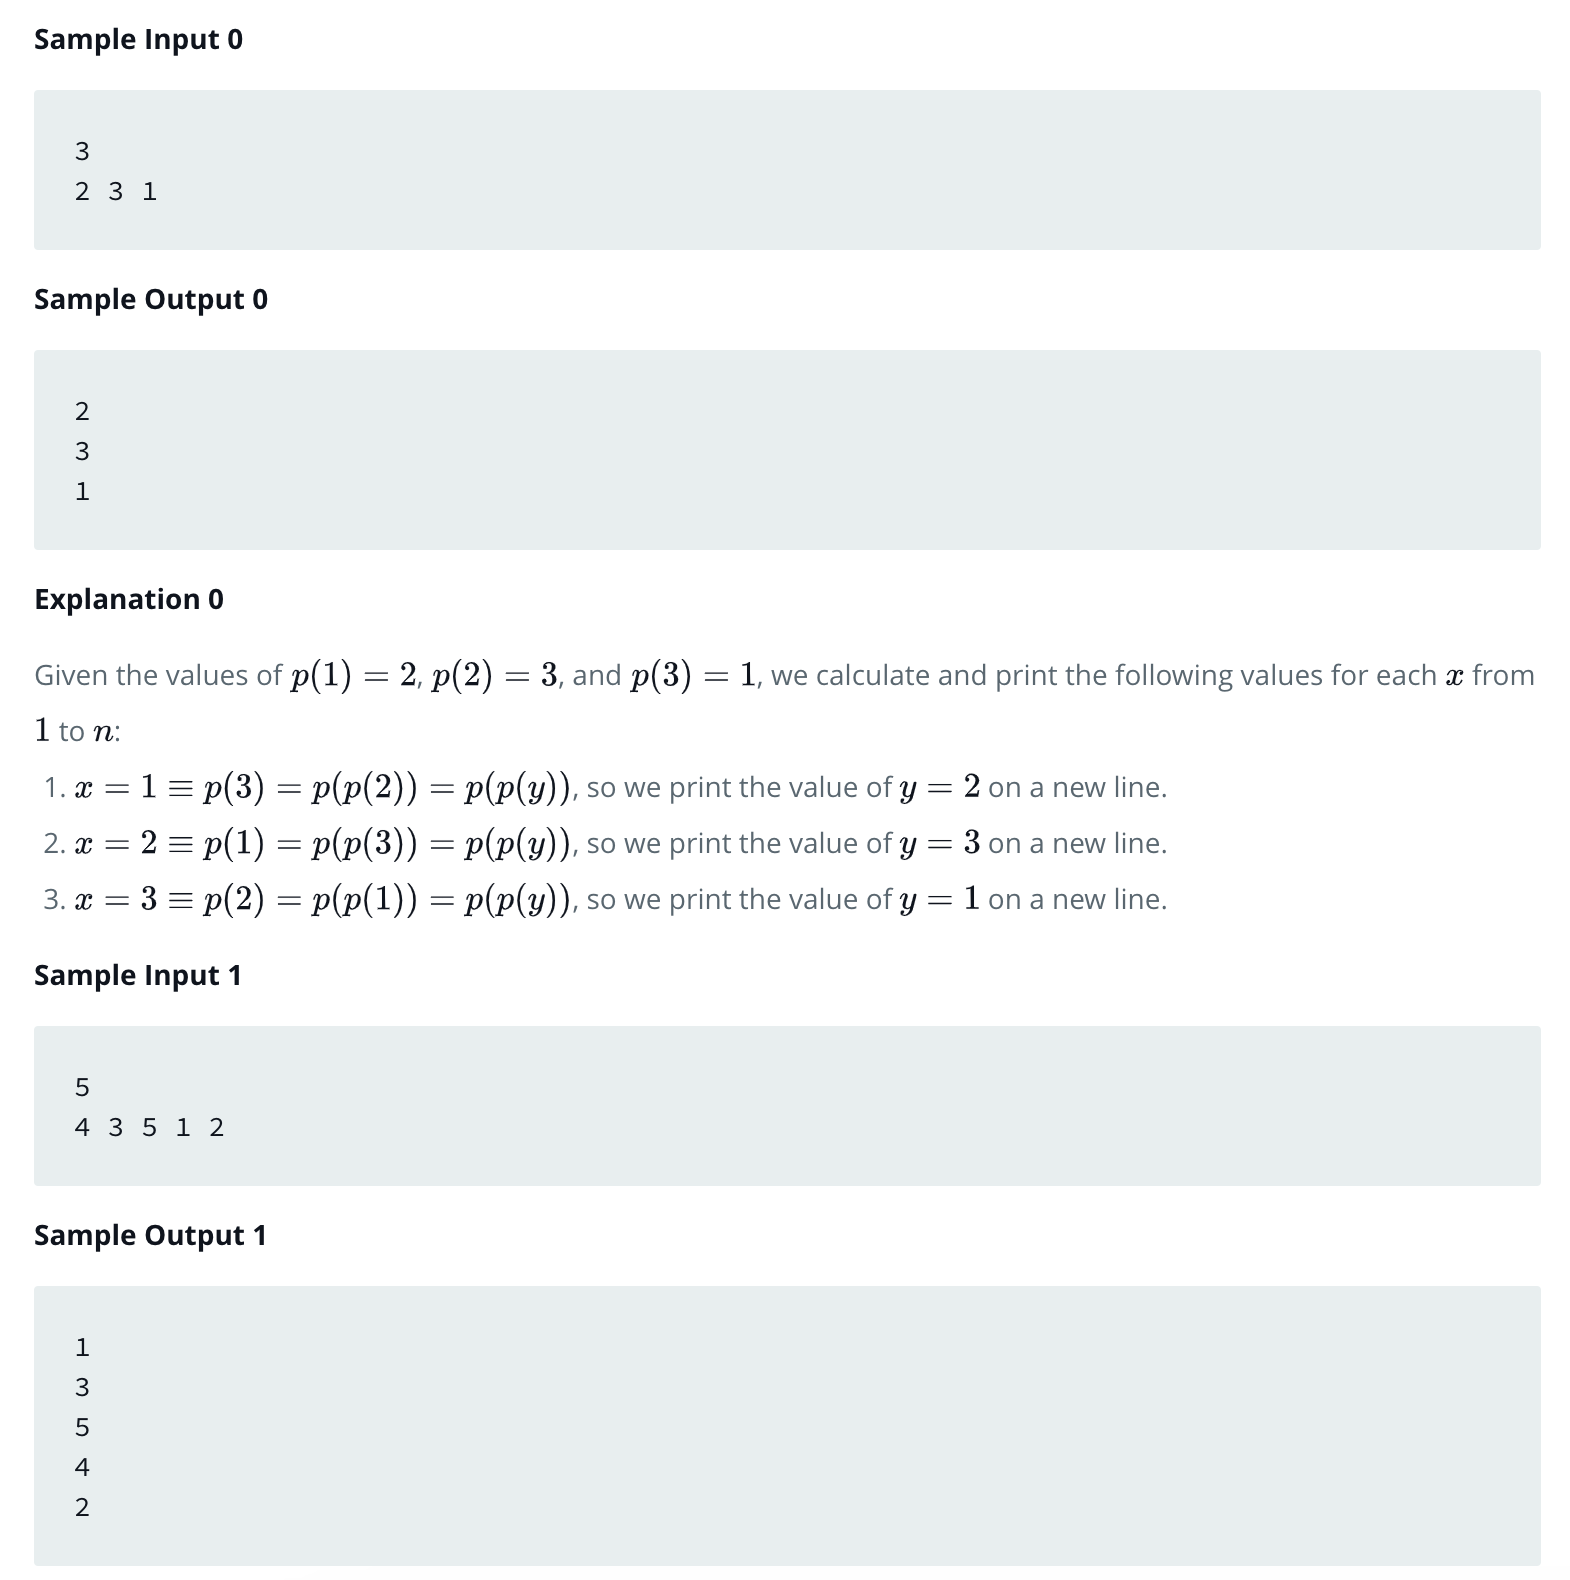 Sample Input 0
3
2 3 1
Sample Output 0
2
3
1
Explanation 0
Given the values of p(1) = 2, p(2) = 3, and p(3) = 1, we calculate and print the following values for each x from
1 to n:
1. x = 1 ≡ p(3) = p(p(2)) = p(p(y)), so we print the value of y = 2 on a new line.
2. x = 2 ≡ p(1) = p(p(3)) = p(p(y)), so we print the value of y = 3 on a new line.
3. x = 3 ≡ p(2) = p(p(1)) = p(p(y)), so we print the value of y = 1 on a new line.
Sample Input 1
5
4 3 5 1 2
Sample Output 1
1
3
5
4
2